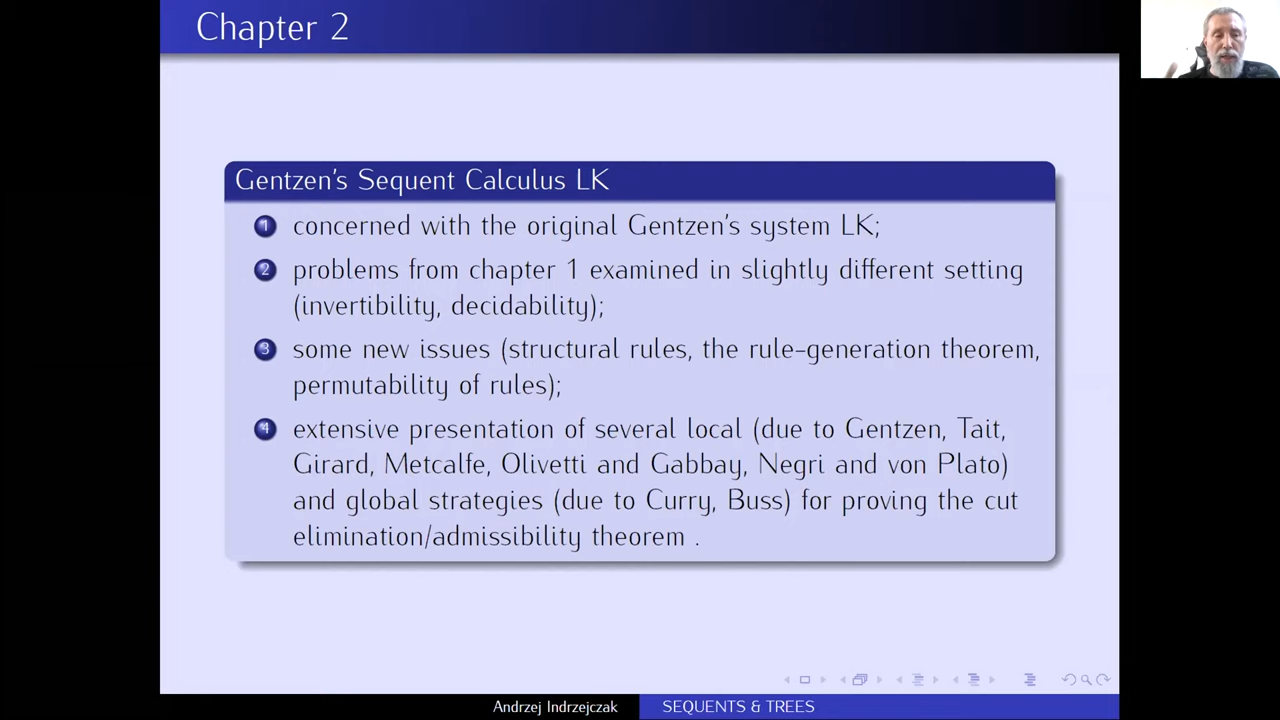 Chapter 2
Gentzen's Sequent Calculus LK
1 concerned with the original Gentzen's system LK;
2 problems from chapter 1 examined in slightly different setting
(invertibility, decidability);
3 some new issues (structural rules, the rule-generation theorem,
permutability of rules);
4 extensive presentation of several local (due to Gentzen, Tait,
Girard, Metcalfe, Olivetti and Gabbay, Negri and von Plato)
and global strategies (due to Curry, Buss) for proving the cut
elimination/admissibility theorem .
Andrzej Indrzejczak SEQUENTS & TREES